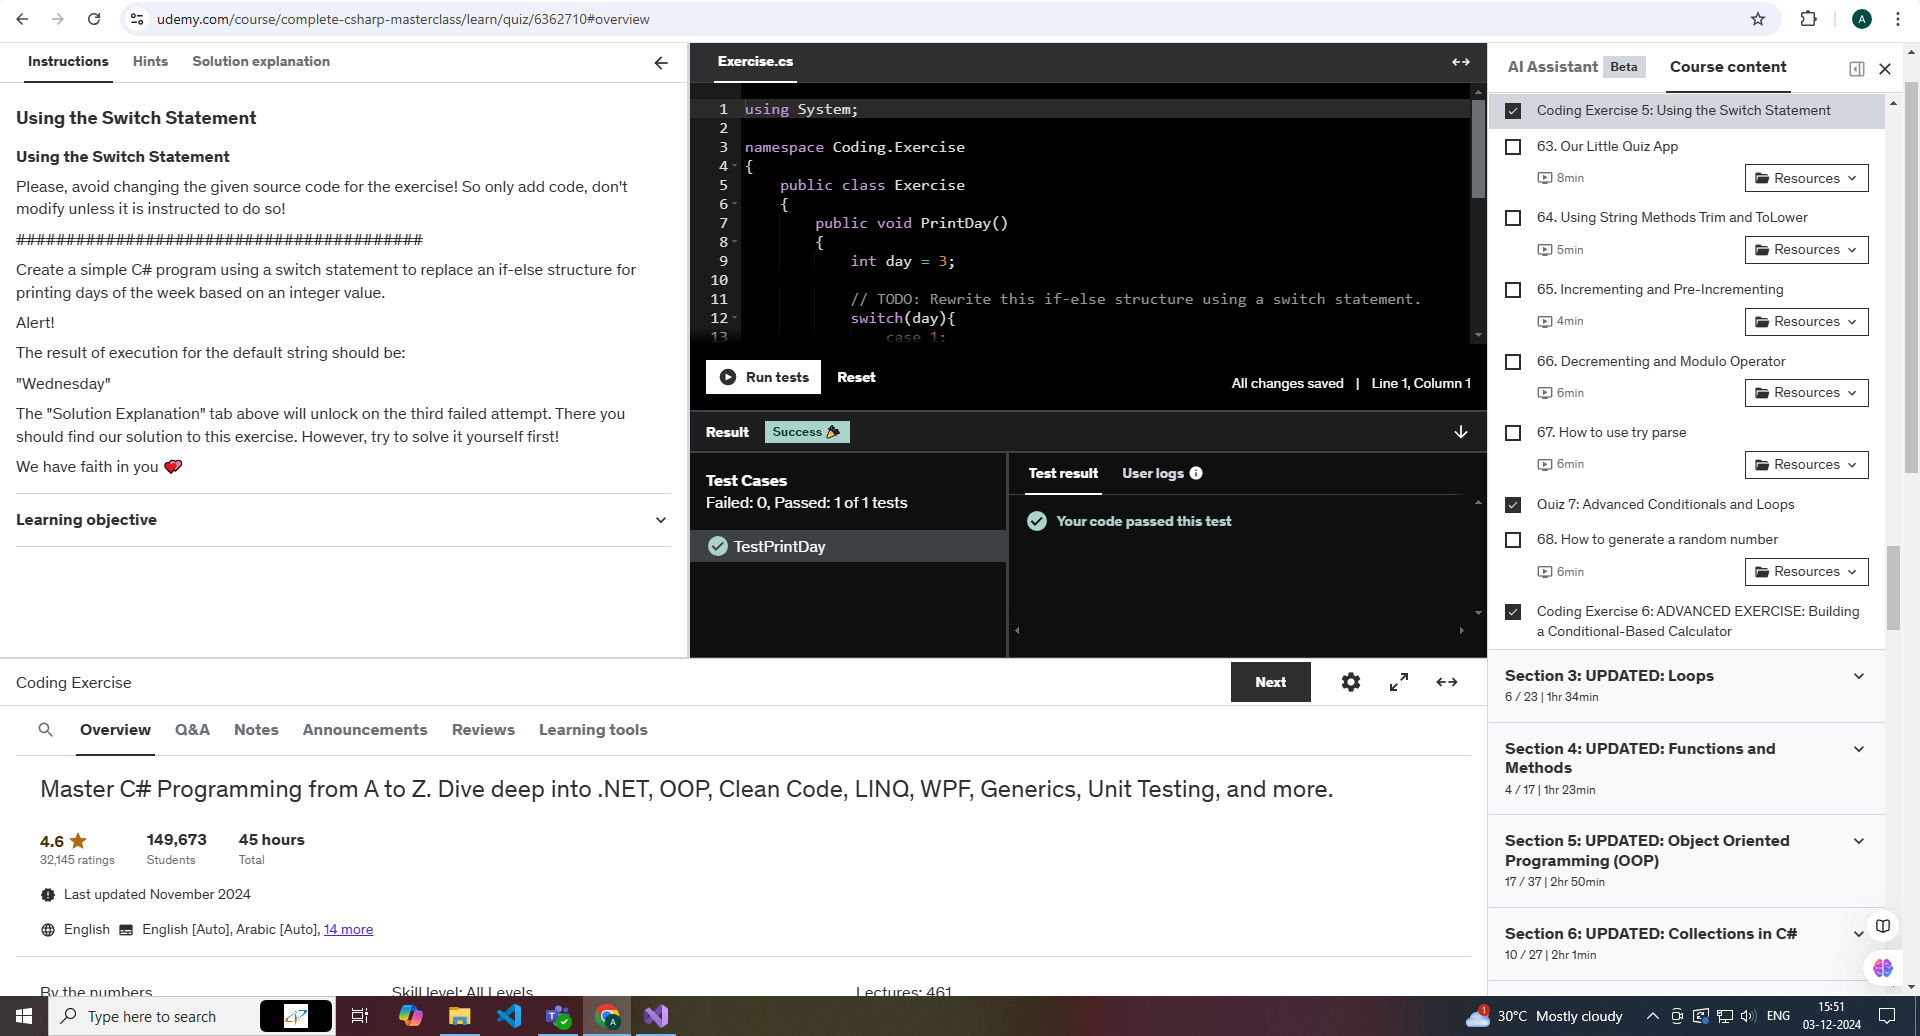 udemy.com/course/complete-csharp-masterclass/learn/quiz/6362710#overview
A
Instructions
Hints
Solution explanation
Using the Switch Statement
Using the Switch Statement
Please, avoid changing the given source code for the exercise! So only add code, don't
modify unless it is instructed to do so!
#########################################
Create a simple C# program using a switch statement to replace an if-else structure for
printing days of the week based on an integer value.
Alert!
The result of execution for the default string should be:
"Wednesday"
The "Solution Explanation" tab above will unlock on the third failed attempt. There you
should find our solution to this exercise. However, try to solve it yourself first!
We have faith in you 💕
Learning objective
Exercise.cs
1 using System;
2
3 namespace Coding.Exercise
4 {
5 public class Exercise
6 {
7 public void PrintDay()
8 {
9 int day = 3;
10
11 // TODO: Rewrite this if-else structure using a switch statement.
12 switch(day){
13 case 1:
Run tests
Reset
All changes saved | Line 1, Column 1
Result
Success 🎉
Test Cases
Failed: 0, Passed: 1 of 1 tests
TestPrintDay
Test result
User logs
Your code passed this test
AI Assistant
Beta
Course content
Coding Exercise 5: Using the Switch Statement
63. Our Little Quiz App
8min
Resources
64. Using String Methods Trim and ToLower
5min
Resources
65. Incrementing and Pre-Incrementing
4min
Resources
66. Decrementing and Modulo Operator
6min
Resources
67. How to use try parse
6min
Resources
Quiz 7: Advanced Conditionals and Loops
68. How to generate a random number
6min
Resources
Coding Exercise 6: ADVANCED EXERCISE: Building
a Conditional-Based Calculator
Section 3: UPDATED: Loops
6 / 23 | 1hr 34min
Section 4: UPDATED: Functions and
Methods
4 / 17 | 1hr 23min
Section 5: UPDATED: Object Oriented
Programming (OOP)
17 / 37 | 2hr 50min
Section 6: UPDATED: Collections in C#
10 / 27 | 2hr 1min
Coding Exercise
Next
Overview
Q&A
Notes
Announcements
Reviews
Learning tools
Master C# Programming from A to Z. Dive deep into .NET, OOP, Clean Code, LINQ, WPF, Generics, Unit Testing, and more.
4.6
149,673
45 hours
32,145 ratings
Students
Total
Last updated November 2024
English
English [Auto], Arabic [Auto], 14 more
By the numbers
Skill level: All Levels
Lectures: 461
Type here to search
1
30°C Mostly cloudy
ENG
15:51
03-12-2024